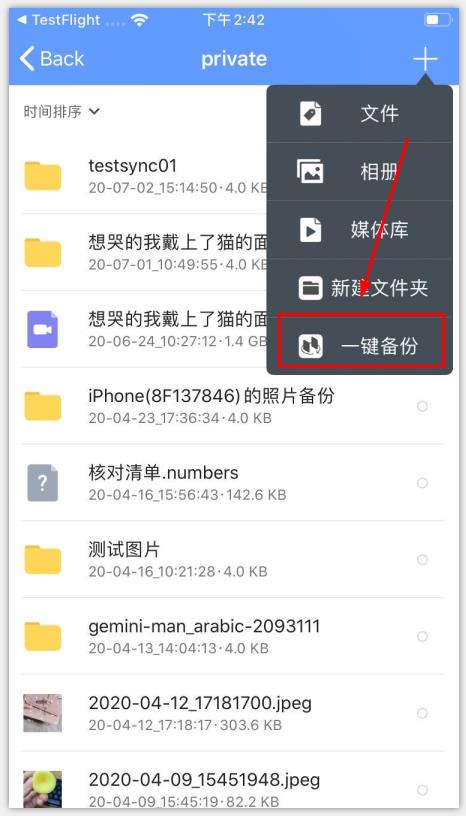 TestFlight
下午 2:42
Back
private
时间排序
文件
相册
媒体库
新建文件夹
一键备份
testsync01
20-07-02_15:14:50·4.0 KB
想哭的我戴上了猫的面
20-07-01_10:49:55·4.0 KB
想哭的我戴上了猫的面
20-06-24_10:27:12·1.4 GB
iPhone(8F137846)的照片备份
20-04-23_17:36:34·4.0 KB
核对清单.numbers
20-04-16_15:56:43·142.6 KB
测试图片
20-04-16_10:21:28·4.0 KB
gemini-man_arabic-2093111
20-04-13_14:04:13·4.0 KB
2020-04-12_17181700.jpeg
20-04-12_17:18:17·303.6 KB
2020-04-09_15451948.jpeg
20-04-09_15:45:19·82.2 KB